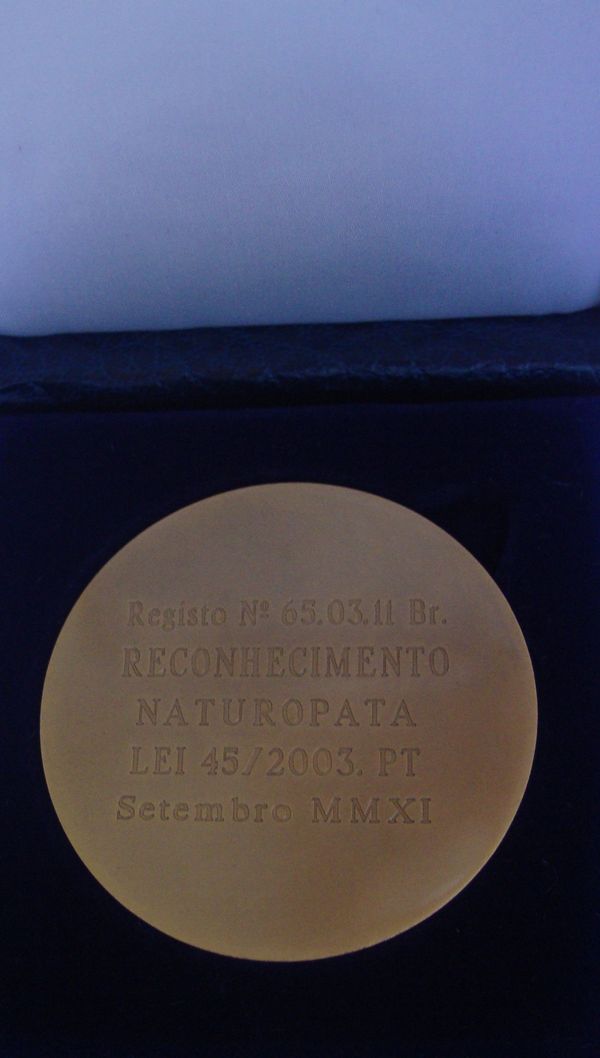 Registo Nº 65.03.11 Br.
RECONHECIMENTO
NATUROPATA
LEI 45/2003. PT
Setembro MMXI